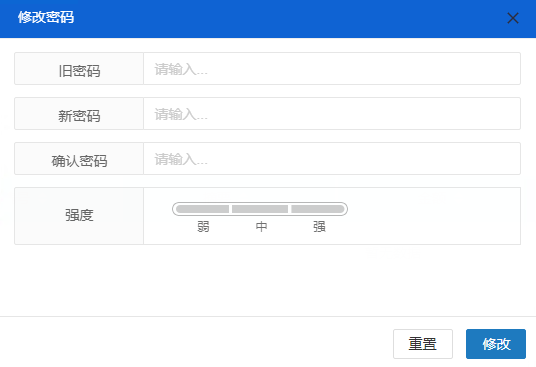 修改密码
旧密码 请输入...
新密码 请输入...
确认密码 请输入...
强度
弱 中 强
重置 修改